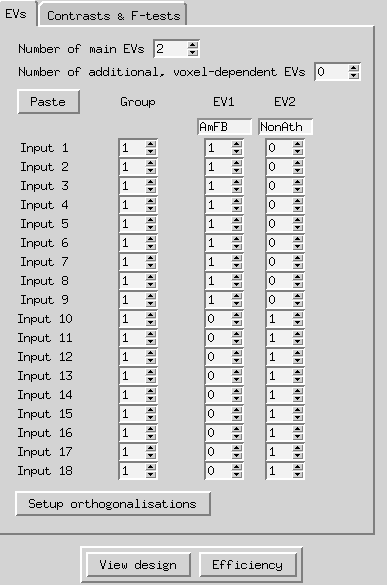 EVs Contrasts & F-tests
Number of main EVs 2
Number of additional, voxel-dependent EVs 0
Paste Group EV1 EV2
AmFB NonAth
Input 1 1 1 0
Input 2 1 1 0
Input 3 1 1 0
Input 4 1 1 0
Input 5 1 1 0
Input 6 1 1 0
Input 7 1 1 0
Input 8 1 1 0
Input 9 1 1 0
Input 10 1 0 1
Input 11 1 0 1
Input 12 1 0 1
Input 13 1 0 1
Input 14 1 0 1
Input 15 1 0 1
Input 16 1 0 1
Input 17 1 0 1
Input 18 1 0 1
Setup orthogonalisations
View design Efficiency